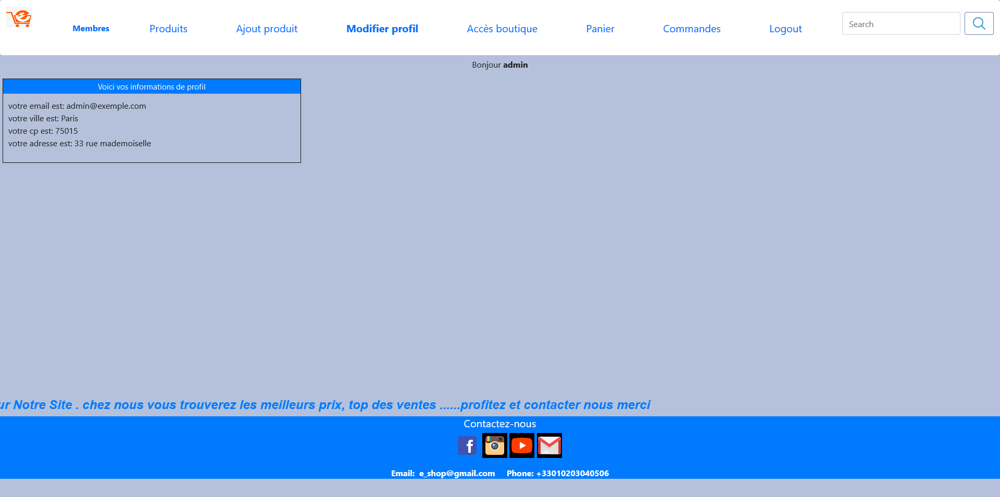 Membres Produits Ajout produit Modifier profil Accès boutique Panier Commandes Logout Search
Bonjour admin
Voici vos informations de profil
votre email est: admin@exemple.com
votre ville est: Paris
votre cp est: 75015
votre adresse est: 33 rue mademoiselle
ur Notre Site . chez nous vous trouverez les meilleurs prix, top des ventes ......profitez et contacter nous merci
Contactez-nous
Email: e_shop@gmail.com Phone: +33010203040506